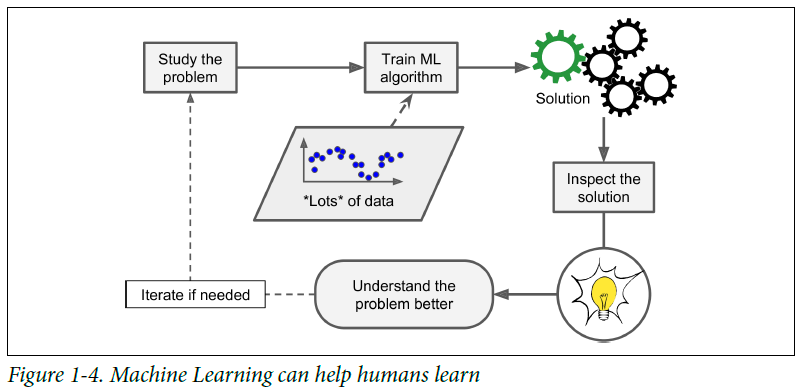 Study the
problem
Train ML
algorithm
Solution
*Lots* of data
Inspect the
solution
Understand the
problem better
Iterate if needed
Figure 1-4. Machine Learning can help humans learn